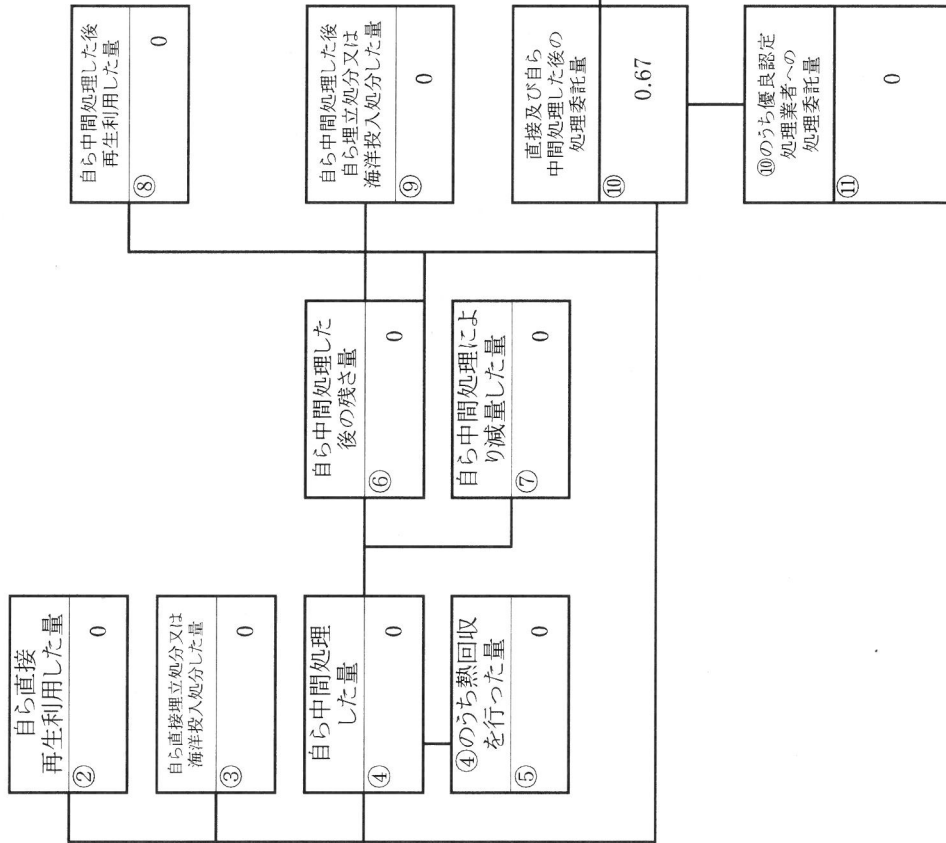 自ら直接
再生利用した量
②
0
自ら直接埋立処分又は
海洋投入処分した量
③
0
自ら中間処理
した量
④
0
④のうち熱回収
を行った量
⑤
0
自ら中間処理した
後の残さ量
⑥
0
自ら中間処理によ
り減量した量
⑦
0
自ら中間処理した後
再生利用した量
⑧
0
自ら中間処理した後
自ら埋立処分又は
海洋投入処分した量
⑨
0
直接及び自ら
中間処理した後の
処理委託量
⑩
0.67
⑩のうち優良認定
処理業者への
処理委託量
⑪
0